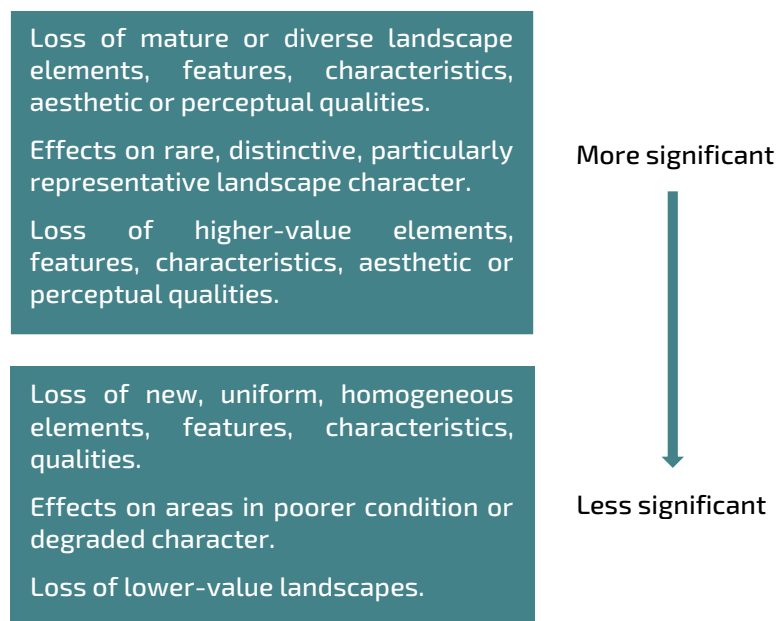 Loss of mature or diverse landscape
elements, features, characteristics,
aesthetic or perceptual qualities.
Effects on rare, distinctive, particularly
representative landscape character.
Loss of higher-value elements,
features, characteristics, aesthetic or
perceptual qualities.
More significant
Loss of new, uniform, homogeneous
elements, features, characteristics,
qualities.
Effects on areas in poorer condition or
degraded character.
Loss of lower-value landscapes.
Less significant